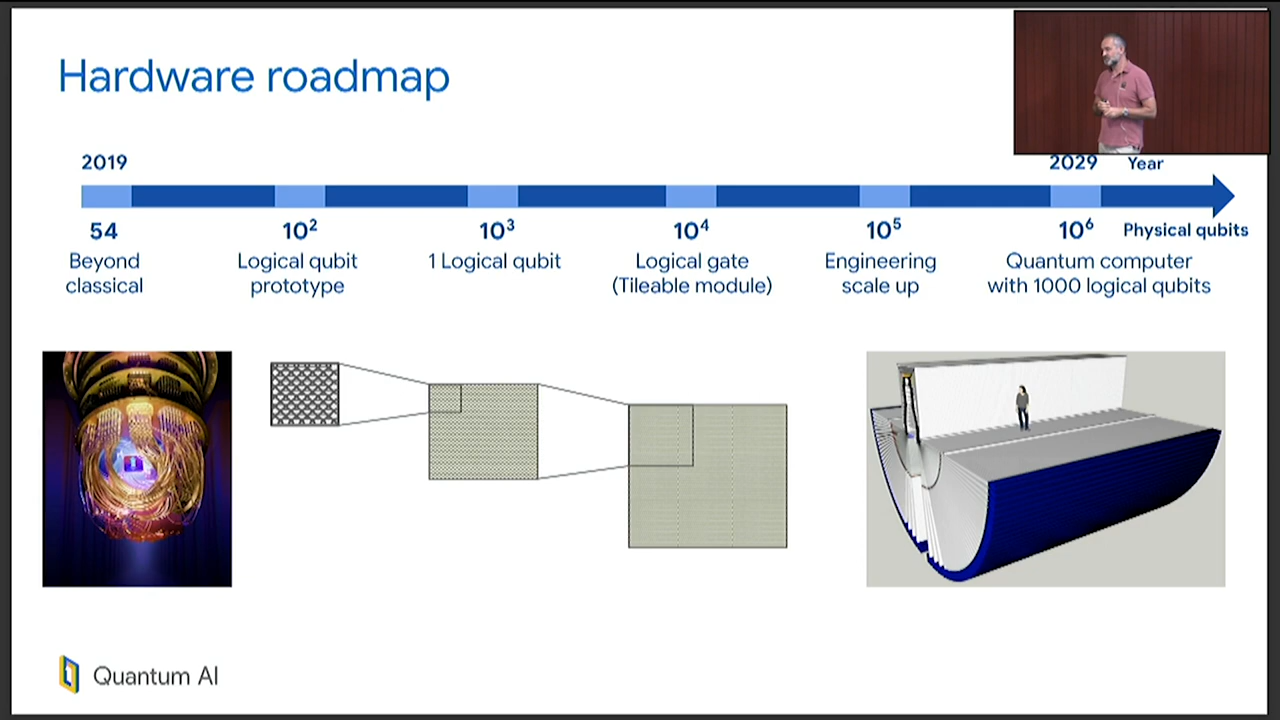 Hardware roadmap
2019
2029 Year
54
10²
10³
10⁴
10⁵
10⁶
Physical qubits
Beyond
classical
Logical qubit
prototype
1 Logical qubit
Logical gate
(Tileable module)
Engineering
scale up
Quantum computer
with 1000 logical qubits
Quantum AI